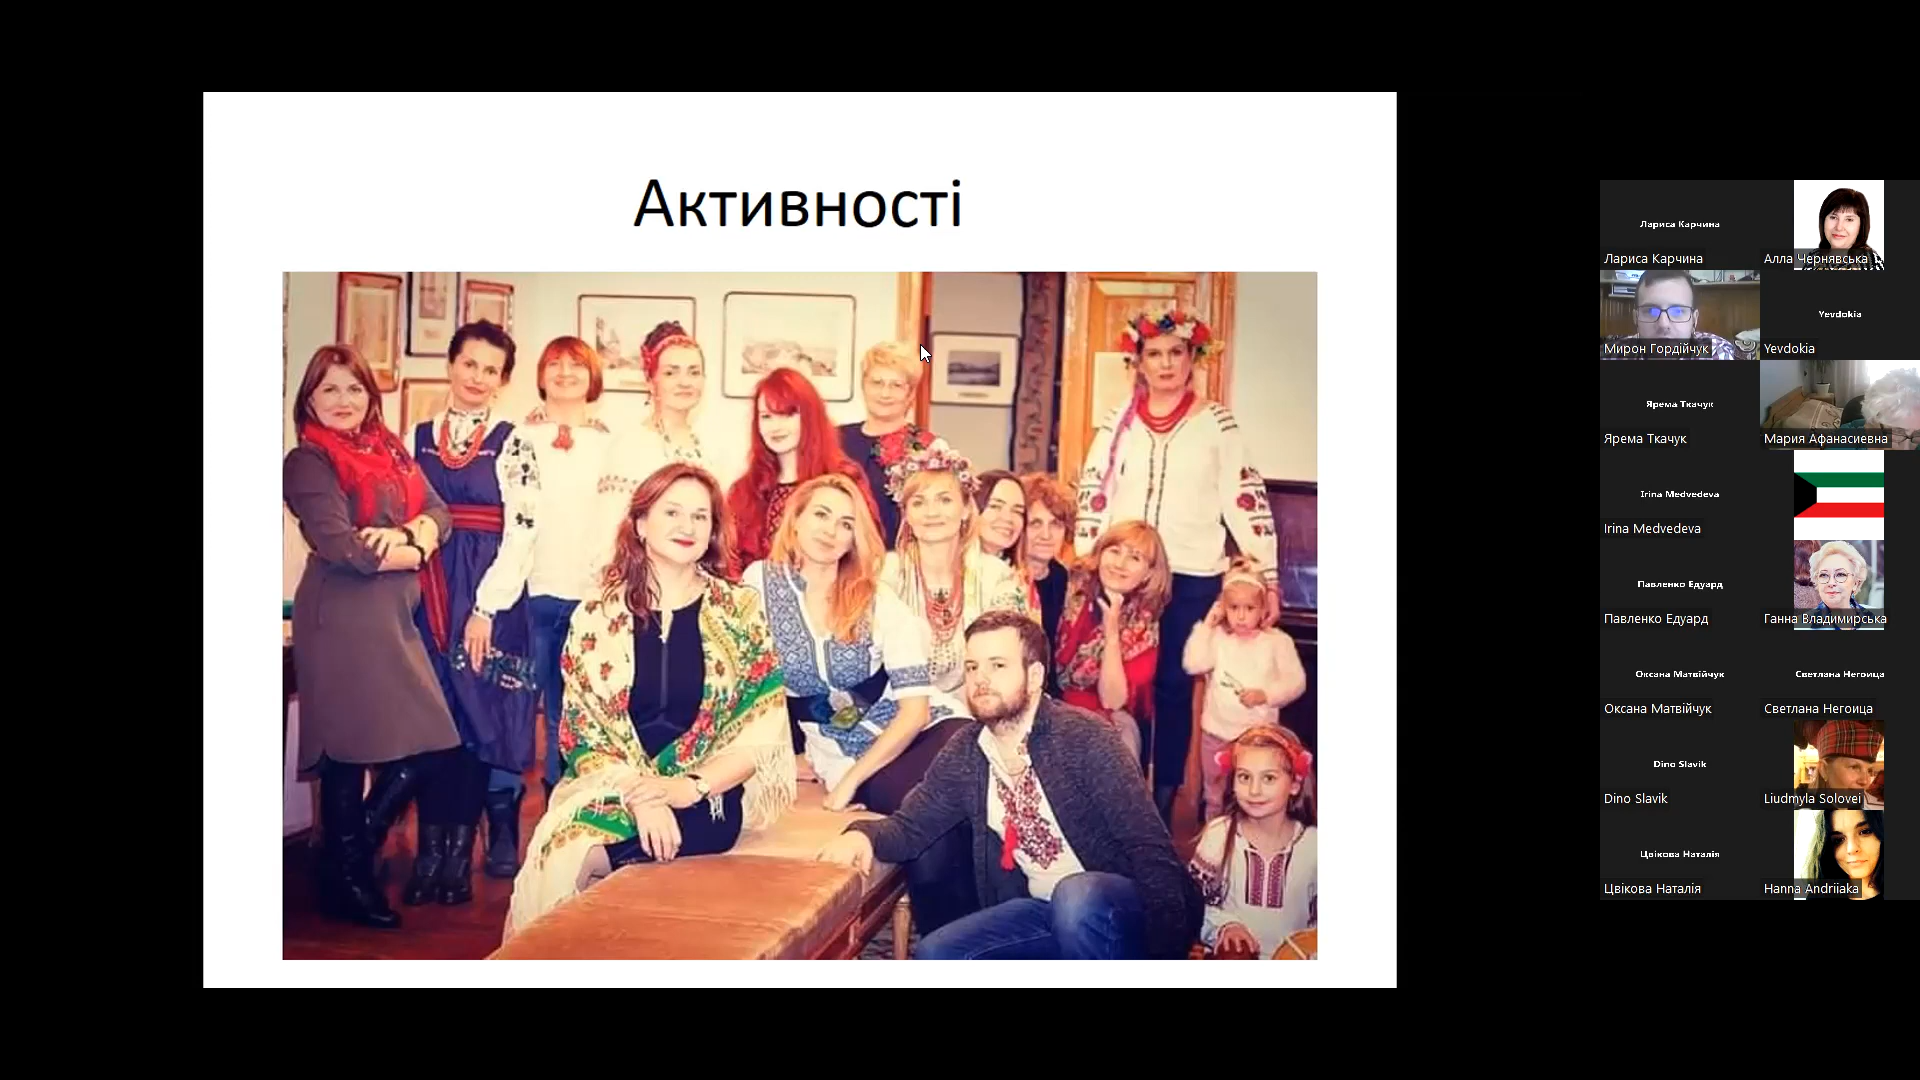 Активності
Лариса Карчина
Лариса Карчина
Алла Чернявська
Мирон Гордійчук
Yevdokia
Yevdokia
Ярема Ткачук
Ярема Ткачук
Мария Афанасиевна
Irina Medvedeva
Irina Medvedeva
Павленко Едуард
Павленко Едуард
Ганна Владимирська
Оксана Матвійчук
Оксана Матвійчук
Светлана Негоица
Светлана Негоица
Dino Slavik
Dino Slavik
Liudmyla Solovei
Цвікова Наталія
Цвікова Наталія
Hanna Andriiaka